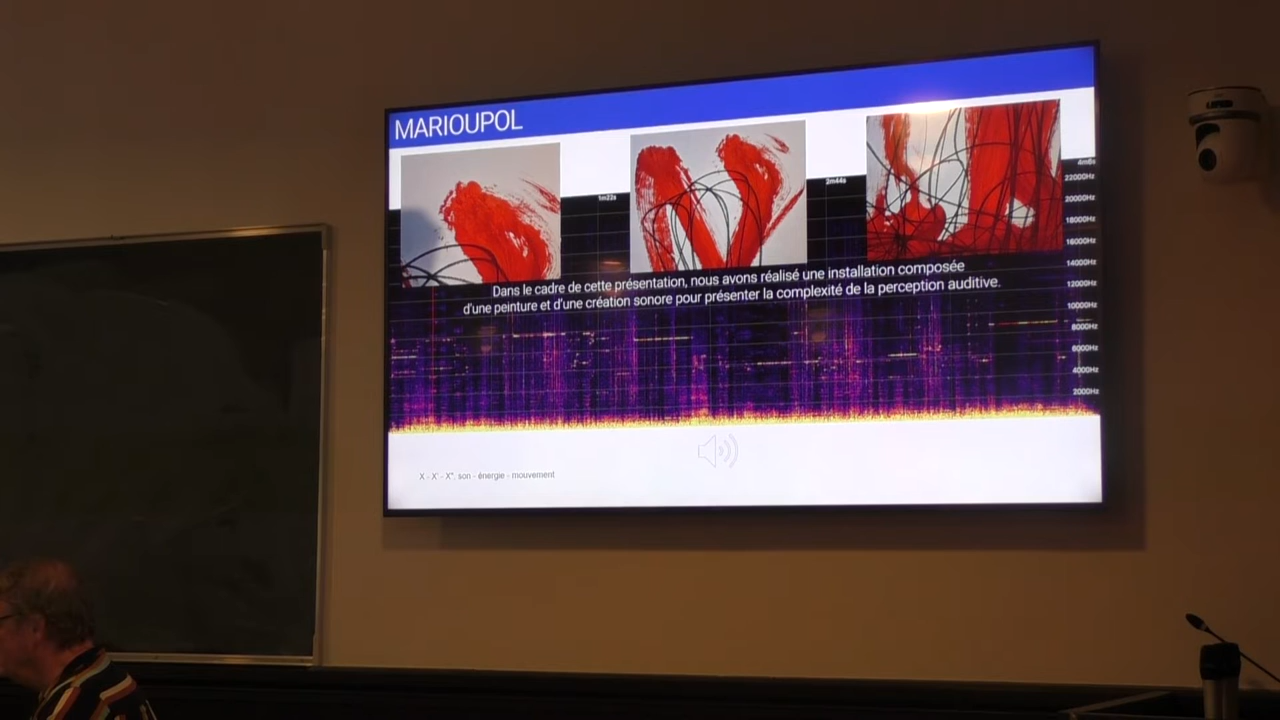 MARIOUPOL
1m22s
2m44s
4m6s
22000Hz
20000Hz
18000Hz
16000Hz
14000Hz
12000Hz
10000Hz
8000Hz
6000Hz
4000Hz
2000Hz
Dans le cadre de cette présentation, nous avons réalisé une installation composée
d'une peinture et d'une création sonore pour présenter la complexité de la perception auditive.
X - X' - X'' son - énergie - mouvement